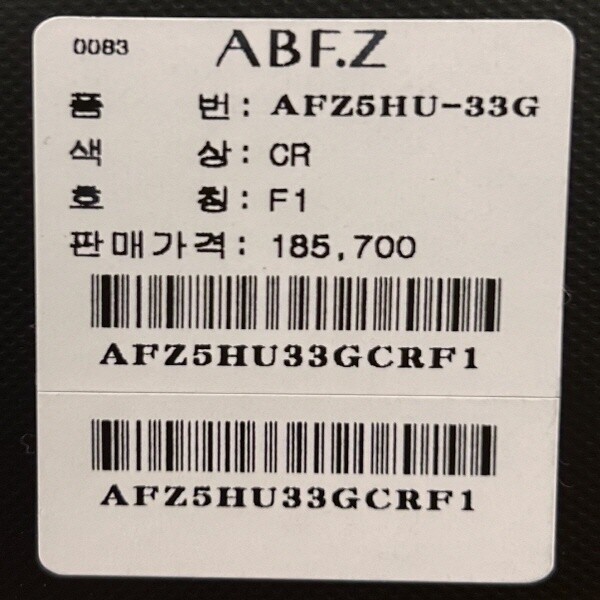 0083 ABF.Z
품 번: AFZ5HU-33G
색 상: CR
호 칭: F1
판매가격: 185,700
AFZ5HU33GCRF1
AFZ5HU33GCRF1